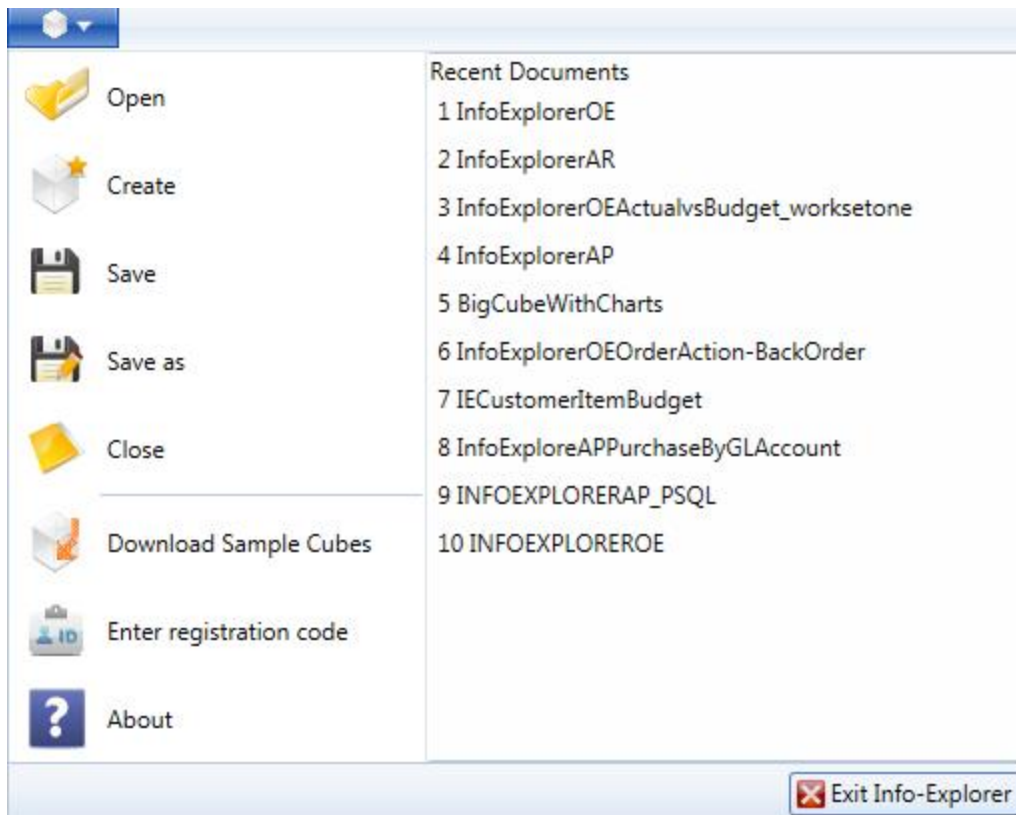 Open
Create
Save
Save as
Close
Download Sample Cubes
ID
Enter registration code
?
About
Recent Documents
1 InfoExplorerOE
2 InfoExplorerAR
3 InfoExplorerOEActualvsBudget_worksetone
4 InfoExplorerAP
5 BigCubeWithCharts
6 InfoExplorerOEOrderAction-BackOrder
7 IECustomerItemBudget
8 InfoExploreAPPurchaseByGLAccount
9 INFOEXPLORERAP_PSQL
10 INFOEXPLOREROE
Exit Info-Explorer